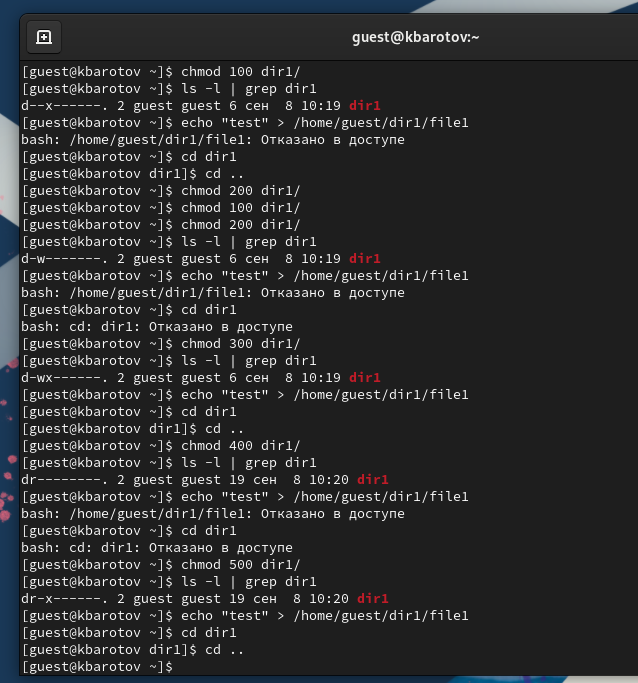 guest@kbarotov:~
[guest@kbarotov ~]$ chmod 100 dir1/
[guest@kbarotov ~]$ ls -l | grep dir1
d--x------. 2 guest guest 6 сен  8 10:19 dir1
[guest@kbarotov ~]$ echo "test" > /home/guest/dir1/file1
bash: /home/guest/dir1/file1: Отказано в доступе
[guest@kbarotov ~]$ cd dir1
[guest@kbarotov dir1]$ cd ..
[guest@kbarotov ~]$ chmod 200 dir1/
[guest@kbarotov ~]$ chmod 100 dir1/
[guest@kbarotov ~]$ chmod 200 dir1/
[guest@kbarotov ~]$ ls -l | grep dir1
d-w-------. 2 guest guest 6 сен  8 10:19 dir1
[guest@kbarotov ~]$ echo "test" > /home/guest/dir1/file1
bash: /home/guest/dir1/file1: Отказано в доступе
[guest@kbarotov ~]$ cd dir1
bash: cd: dir1: Отказано в доступе
[guest@kbarotov ~]$ chmod 300 dir1/
[guest@kbarotov ~]$ ls -l | grep dir1
d-wx------. 2 guest guest 6 сен  8 10:19 dir1
[guest@kbarotov ~]$ echo "test" > /home/guest/dir1/file1
[guest@kbarotov ~]$ cd dir1
[guest@kbarotov dir1]$ cd ..
[guest@kbarotov ~]$ chmod 400 dir1/
[guest@kbarotov ~]$ ls -l | grep dir1
dr--------. 2 guest guest 19 сен  8 10:20 dir1
[guest@kbarotov ~]$ echo "test" > /home/guest/dir1/file1
bash: /home/guest/dir1/file1: Отказано в доступе
[guest@kbarotov ~]$ cd dir1
bash: cd: dir1: Отказано в доступе
[guest@kbarotov ~]$ chmod 500 dir1/
[guest@kbarotov ~]$ ls -l | grep dir1
dr-x------. 2 guest guest 19 сен  8 10:20 dir1
[guest@kbarotov ~]$ echo "test" > /home/guest/dir1/file1
[guest@kbarotov ~]$ cd dir1
[guest@kbarotov dir1]$ cd ..
[guest@kbarotov ~]$